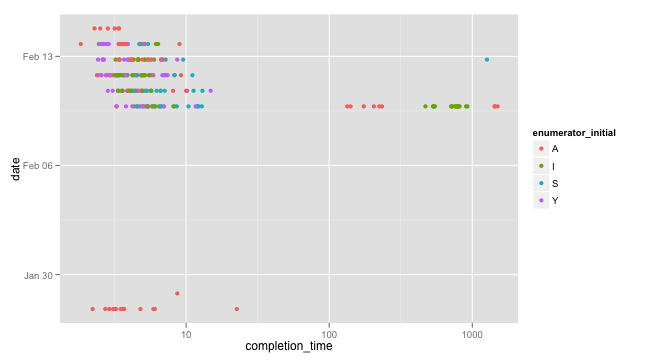 Feb 13
Feb 06
Jan 30
date
10
100
1000
completion_time
enumerator_initial
A
I
S
Y